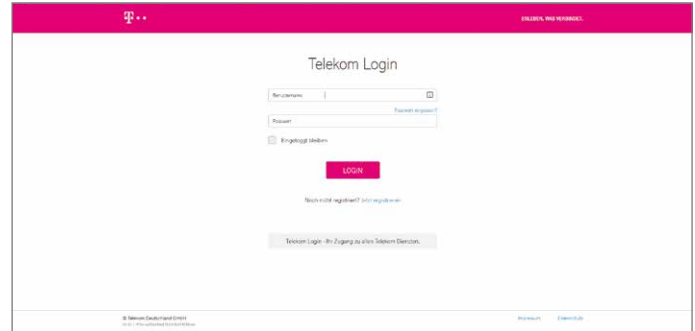 T
ERLEBEN, WAS VERBINDET.
Telekom Login
Benutzername
Passwort vergessen?
Passwort
Eingeloggt bleiben
LOGIN
Noch nicht registriert? Jetzt registrieren
Telekom Login - Ihr Zugang zu allen Telekom Diensten.
© Telekom Deutschland GmbH
Impressum Datenschutz